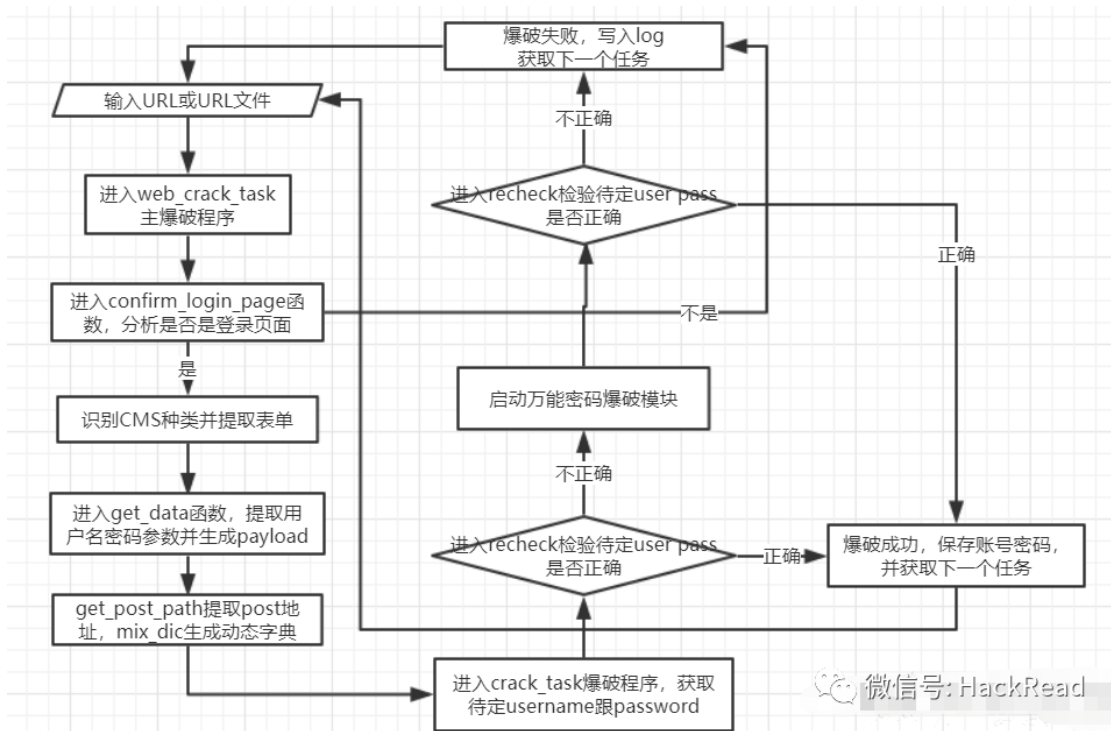 爆破失败，写入log
获取下一个任务
输入URL或URL文件
不正确
进入web_crack_task
主爆破程序
进入recheck检验待定user pass
是否正确
正确
进入confirm_login_page函
数，分析是否是登录页面
不是
是
启动万能密码爆破模块
识别CMS种类并提取表单
不正确
进入get_data函数，提取用
户名密码参数并生成payload
进入recheck检验待定user pass
是否正确
正确
爆破成功，保存账号密码，
并获取下一个任务
get_post_path提取post地
址，mix_dic生成动态字典
进入crack_task爆破程序，获取
待定username跟password
微信号: HackRead